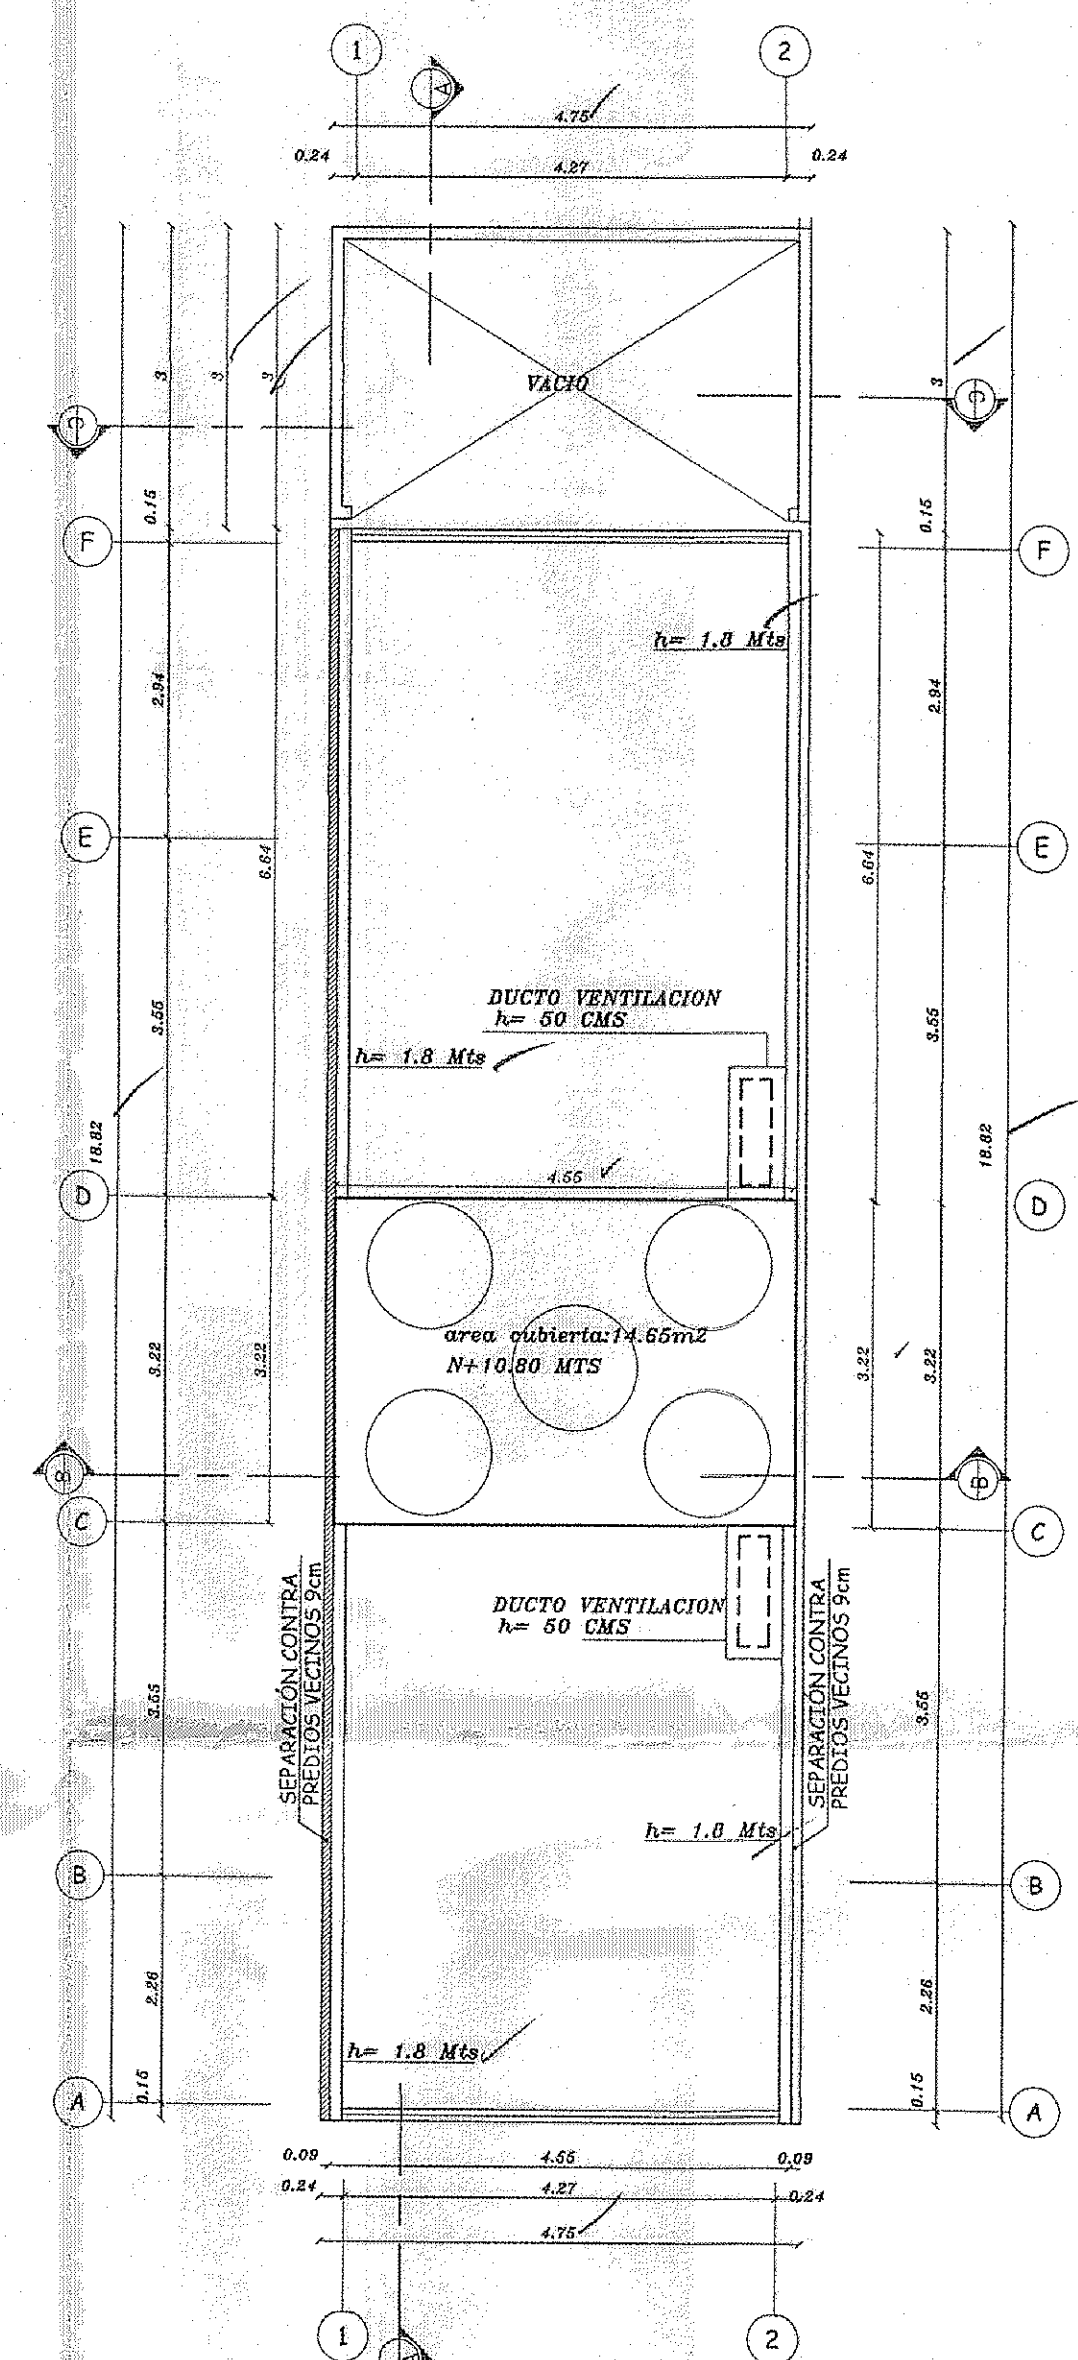 1
2
A
4.75
0.24
4.27
0.24
3
3
3
3
VACIO
C
C
0.15
0.15
F
F
h= 1.8 Mts
2.94
2.94
E
E
6.64
6.64
DUCTO VENTILACION
h= 50 CMS
3.55
3.55
h= 1.8 Mts
18.82
18.82
4.55
D
D
area cubierta:14.65m2
N+10.80 MTS
3.22
3.22
3.22
3.22
B
B
C
C
SEPARACIÓN CONTRA
PREDIOS VECINOS 9cm
DUCTO VENTILACION
h= 50 CMS
SEPARACIÓN CONTRA
PREDIOS VECINOS 9cm
3.55
3.55
h= 1.8 Mts
B
B
2.26
2.26
h= 1.8 Mts
0.15
0.15
A
A
0.09
4.55
0.09
0.24
4.27
0.24
4.75
1
2